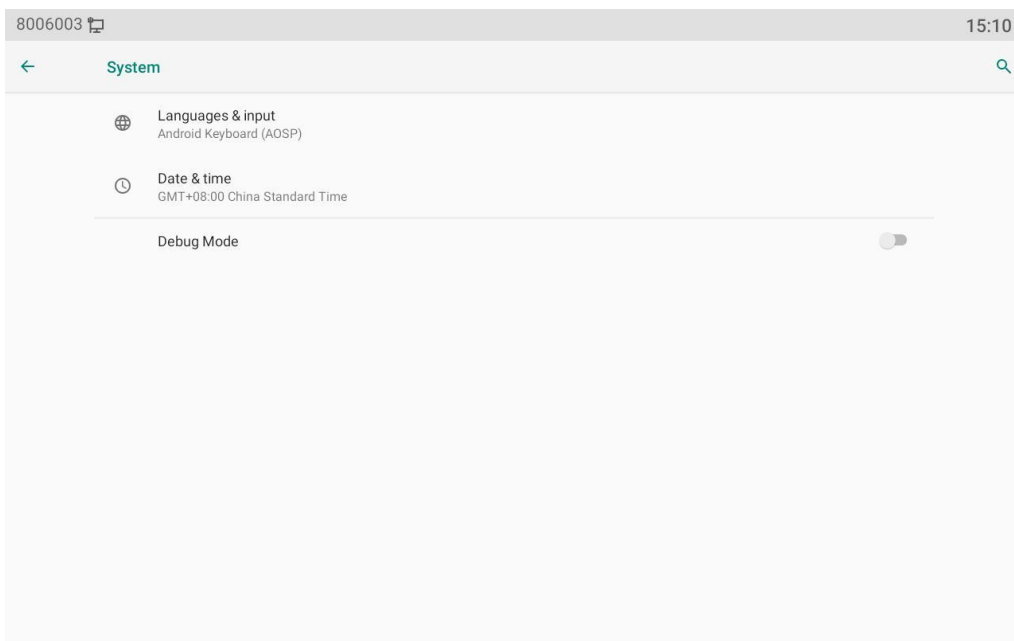 8006003
15:10
System
Languages & input
Android Keyboard (AOSP)
Date & time
GMT+08:00 China Standard Time
Debug Mode